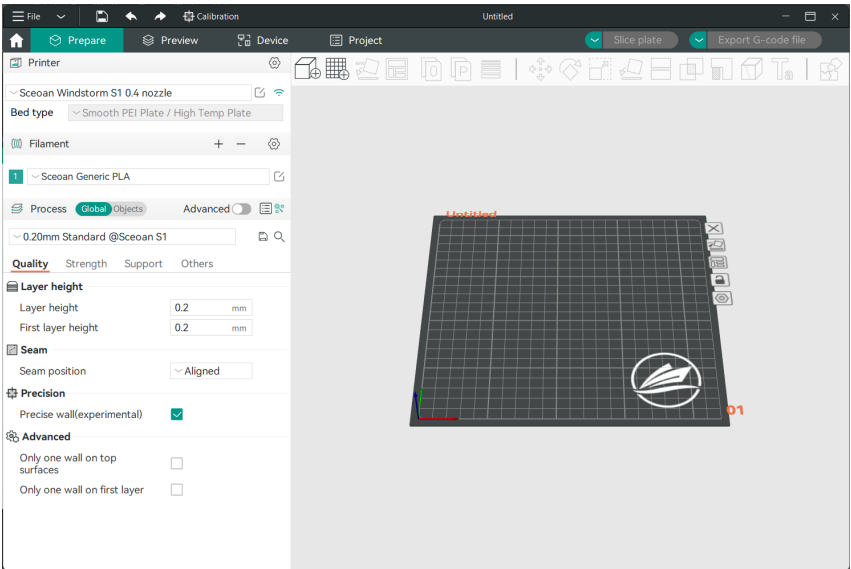 File Calibration Untitled
Prepare Preview Device Project Slice plate Export G-code file
Printer
Sceoan Windstorm S1 0.4 nozzle
Bed type Smooth PEI Plate / High Temp Plate
Filament
1 Sceoan Generic PLA
Process Global Objects Advanced
0.20mm Standard @Sceoan S1
Quality Strength Support Others
Layer height
Layer height 0.2 mm
First layer height 0.2 mm
Seam
Seam position Aligned
Precision
Precise wall(experimental)
Advanced
Only one wall on top
surfaces
Only one wall on first layer
Untitled
01